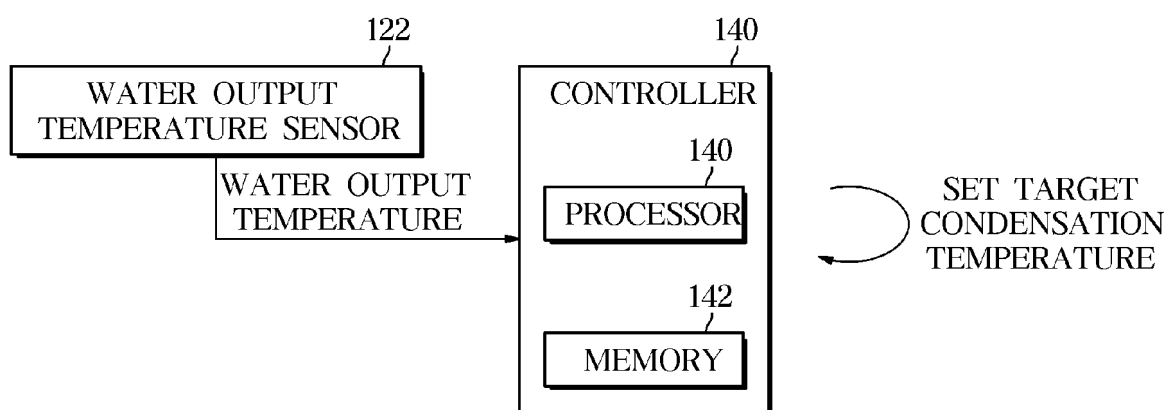 122
WATER OUTPUT
TEMPERATURE SENSOR
WATER OUTPUT
TEMPERATURE
140
CONTROLLER
140
PROCESSOR
142
MEMORY
SET TARGET
CONDENSATION
TEMPERATURE